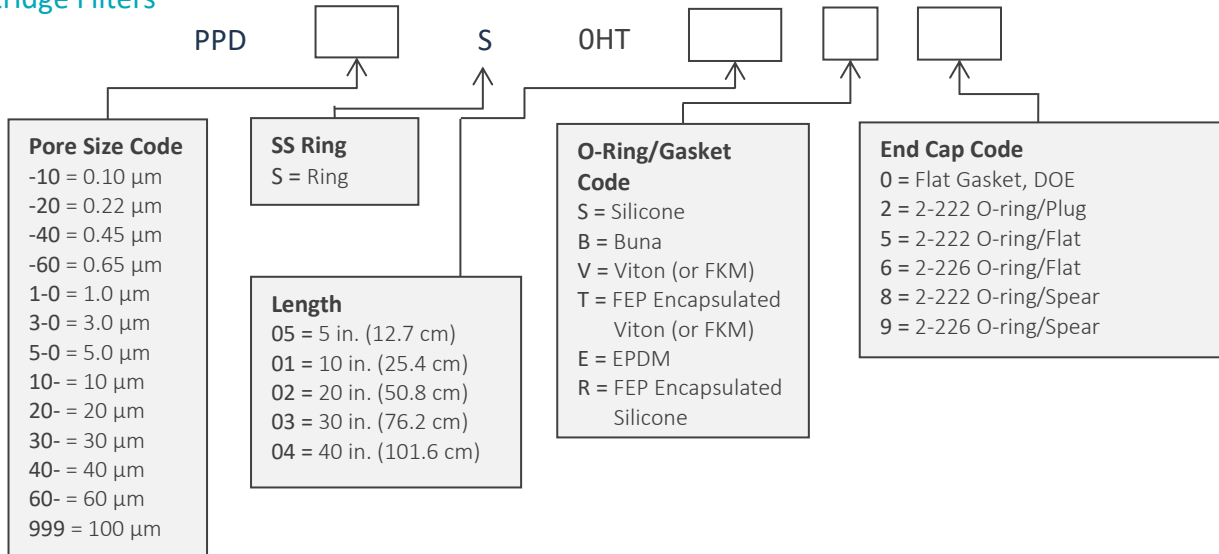 Filters
PPD S 0HT
Pore Size Code
-10 = 0.10 µm
-20 = 0.22 µm
-40 = 0.45 µm
-60 = 0.65 µm
1-0 = 1.0 µm
3-0 = 3.0 µm
5-0 = 5.0 µm
10- = 10 µm
20- = 20 µm
30- = 30 µm
40- = 40 µm
60- = 60 µm
999 = 100 µm
SS Ring
S = Ring
Length
05 = 5 in. (12.7 cm)
01 = 10 in. (25.4 cm)
02 = 20 in. (50.8 cm)
03 = 30 in. (76.2 cm)
04 = 40 in. (101.6 cm)
O-Ring/Gasket
Code
S = Silicone
B = Buna
V = Viton (or FKM)
T = FEP Encapsulated
Viton (or FKM)
E = EPDM
R = FEP Encapsulated
Silicone
End Cap Code
0 = Flat Gasket, DOE
2 = 2-222 O-ring/Plug
5 = 2-222 O-ring/Flat
6 = 2-226 O-ring/Flat
8 = 2-222 O-ring/Spear
9 = 2-226 O-ring/Spear